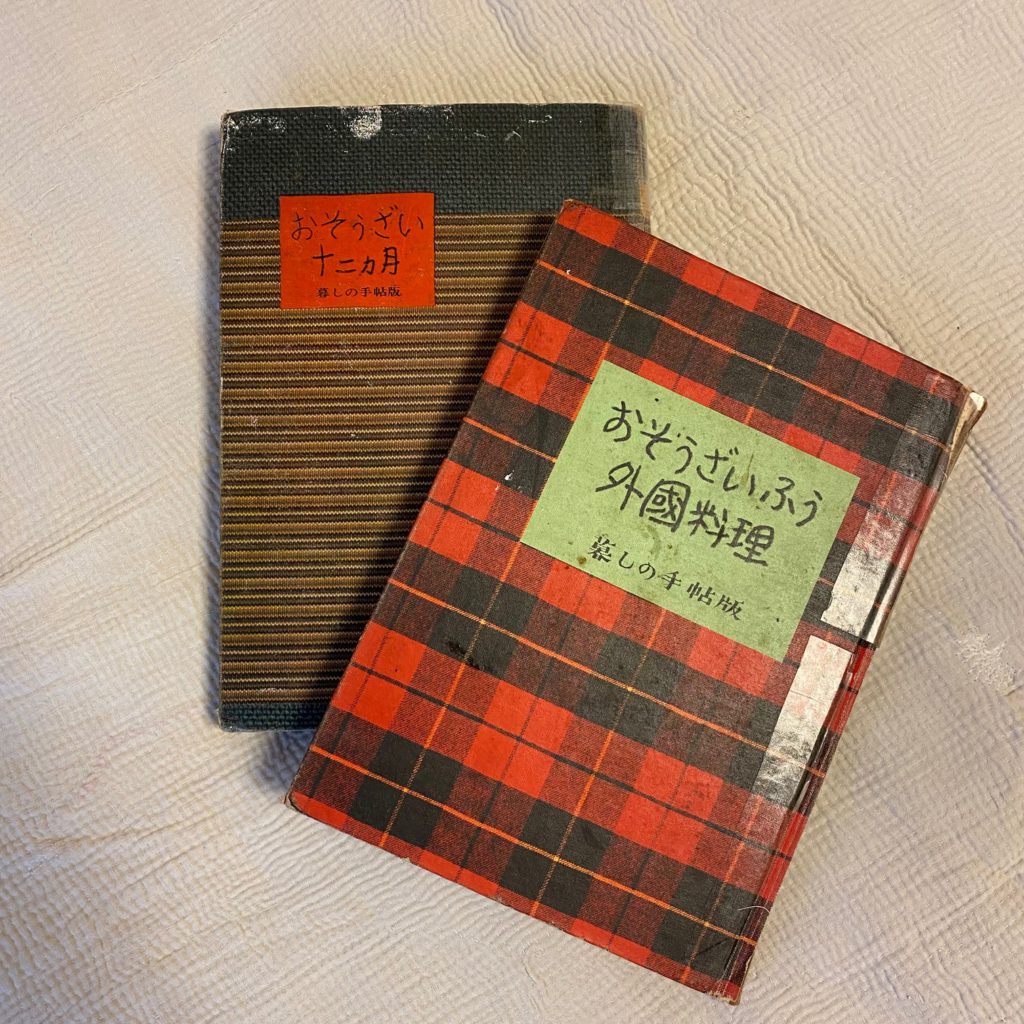 おそうざい
十二カ月
暮しの手帖版
おそうざいふう
外國料理
暮しの手帖版